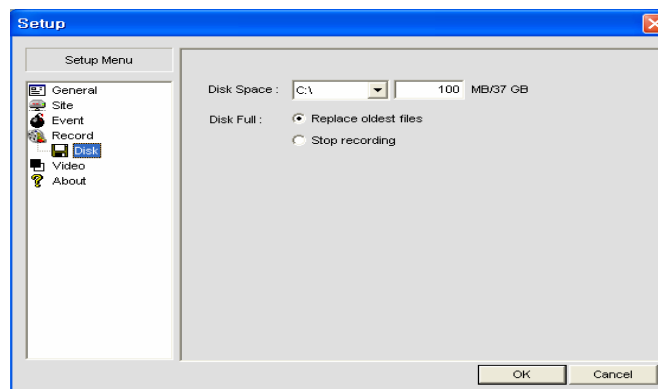 Setup
Setup Menu
General
Site
Event
Record
Disk
Video
About
Disk Space : C:\ 100 MB/37 GB
Disk Full : Replace oldest files
Stop recording
OK Cancel